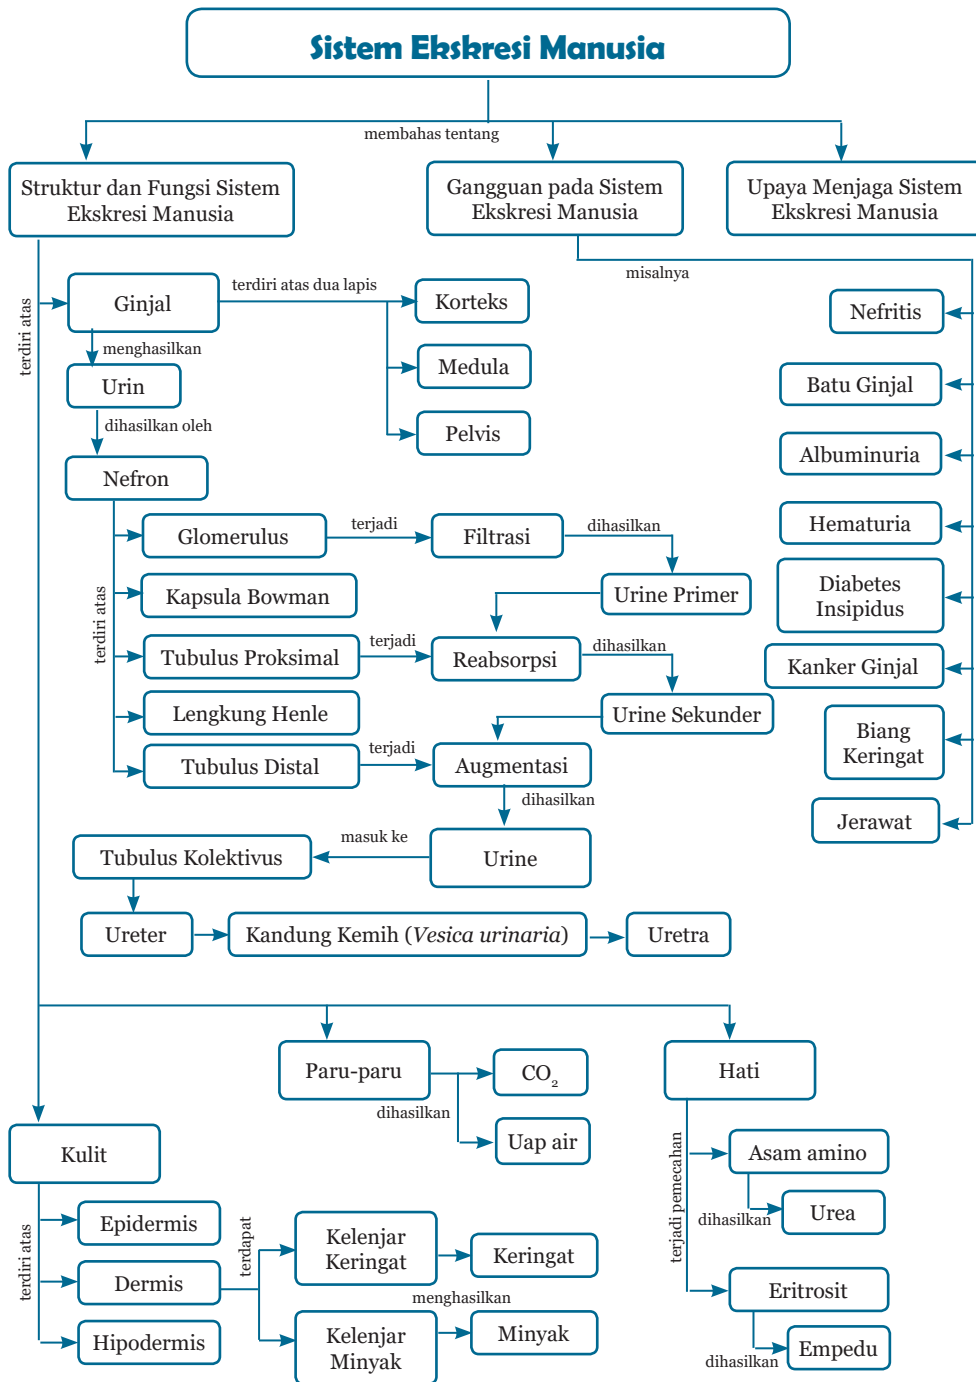 Sistem Ekskresi Manusia
membahas tentang
Struktur dan Fungsi Sistem
Ekskresi Manusia
Gangguan pada Sistem
Ekskresi Manusia
Upaya Menjaga Sistem
Ekskresi Manusia
misalnya
terdiri atas
Ginjal
terdiri atas dua lapis
Korteks
Medula
Pelvis
menghasilkan
Urin
dihasilkan oleh
Nefron
terdiri atas
Glomerulus
terjadi
Filtrasi
dihasilkan
Urine Primer
Kapsula Bowman
Tubulus Proksimal
terjadi
Reabsorpsi
dihasilkan
Urine Sekunder
Lengkung Henle
Tubulus Distal
terjadi
Augmentasi
dihasilkan
Urine
masuk ke
Tubulus Kolektivus
Ureter
Kandung Kemih (Vesica urinaria)
Uretra
Nefritis
Batu Ginjal
Albuminuria
Hematuria
Diabetes
Insipidus
Kanker Ginjal
Biang
Keringat
Jerawat
Paru-paru
dihasilkan
CO₂
Uap air
Hati
terjadi pemecahan
Asam amino
dihasilkan
Urea
Eritrosit
dihasilkan
Empedu
Kulit
terdiri atas
Epidermis
Dermis
Hipodermis
terdapat
Kelenjar
Keringat
Keringat
menghasilkan
Kelenjar
Minyak
Minyak